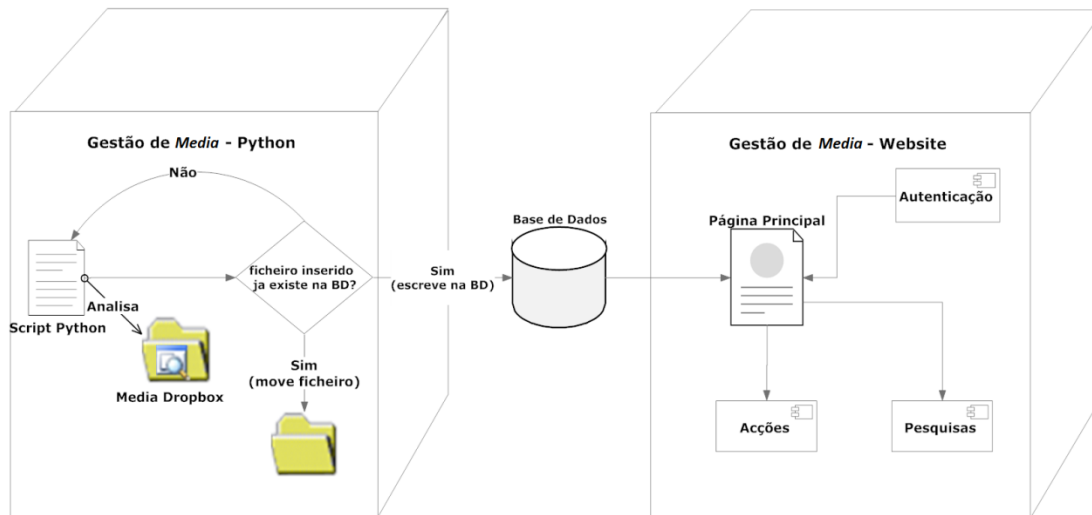 Gestão de Media - Python
Não
ficheiro inserido
ja existe na BD?
Analisa
Script Python
Media Dropbox
Sim
(move ficheiro)
Sim
(escreve na BD)
Base de Dados
Gestão de Media - Website
Autenticação
Página Principal
Acções
Pesquisas